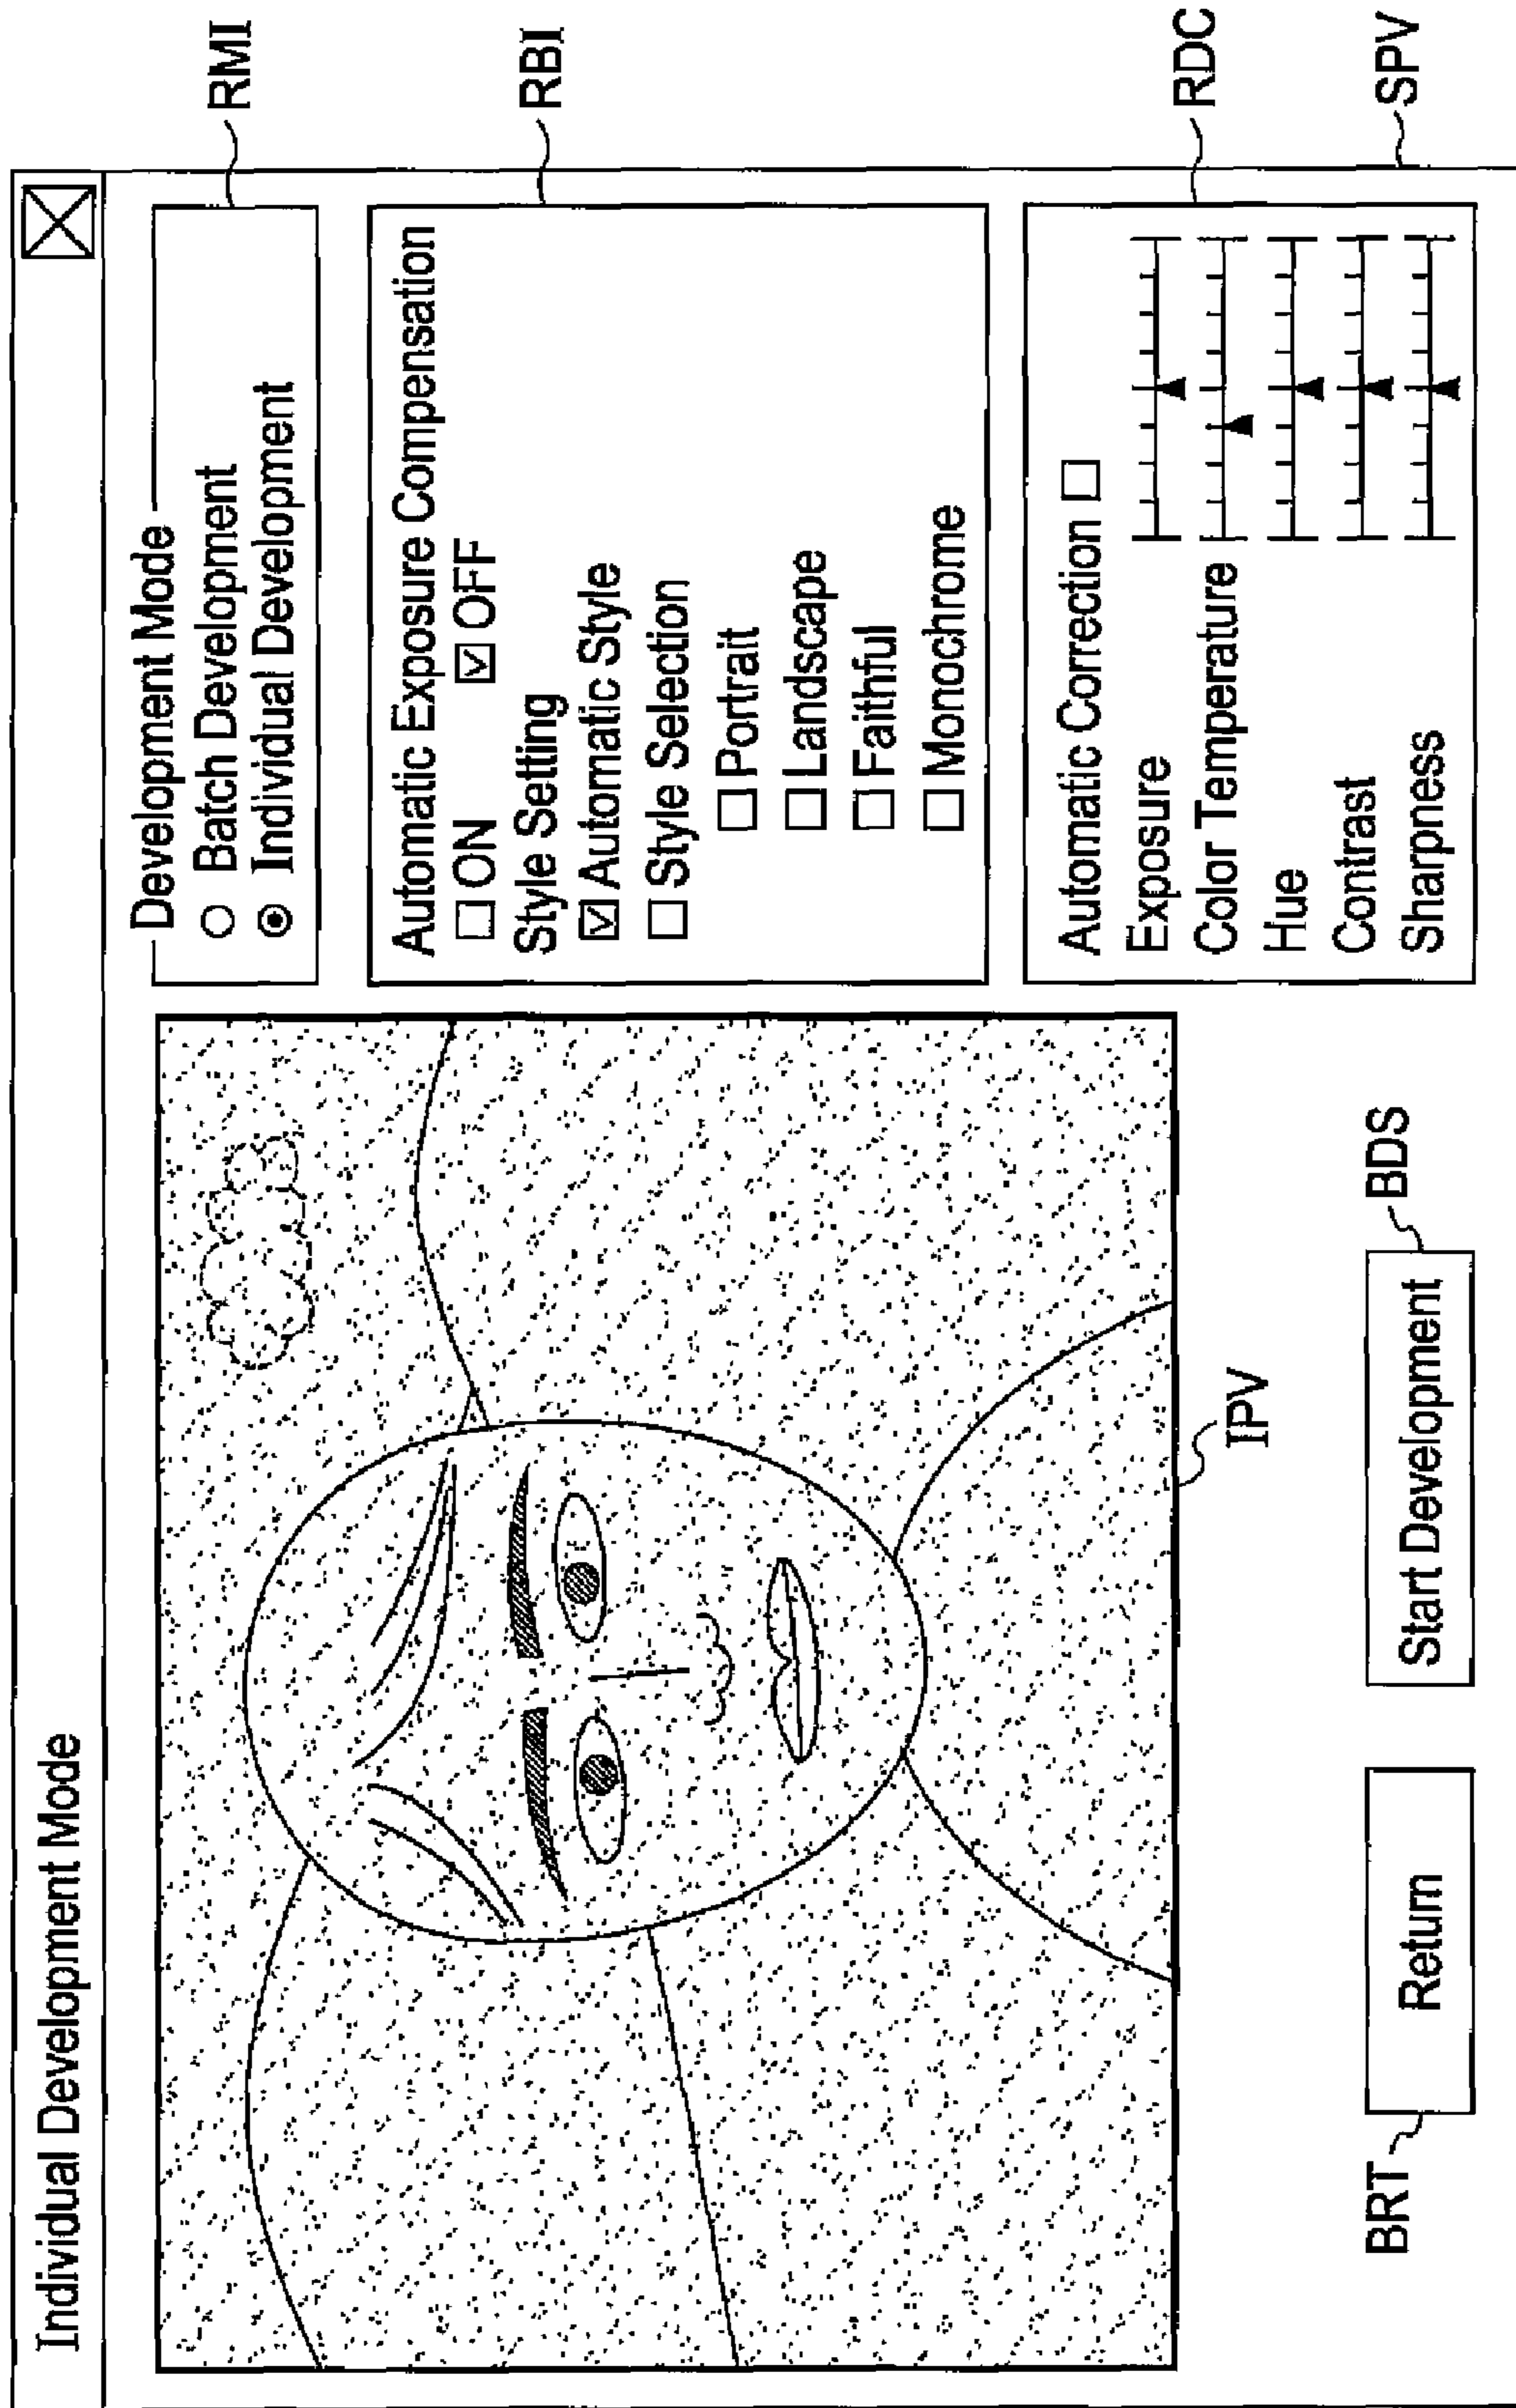 Individual Development Mode
Development Mode
Batch Development
Individual Development
RMI
Automatic Exposure Compensation
ON OFF
Style Setting
Automatic Style
Style Selection
Portrait
Landscape
Faithful
Monochrome
RBI
Automatic Correction
Exposure
Color Temperature
Hue
Contrast
Sharpness
RDC
SPV
IPV
BRT
Return
Start Development
BDS